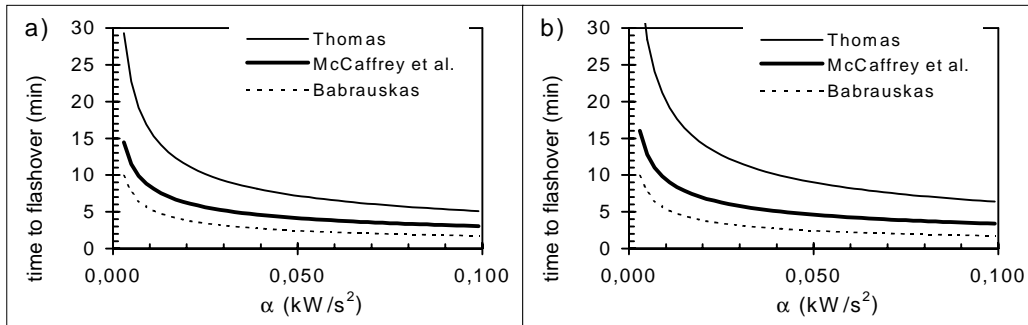 a)
time to flashover (min)
30
25
20
15
10
5
0
Thomas
McCaffrey et al.
Babrauskas
0,000 0,050 0,100
α (kW/s²)
b)
time to flashover (min)
30
25
20
15
10
5
0
Thomas
McCaffrey et al.
Babrauskas
0,000 0,050 0,100
α (kW/s²)